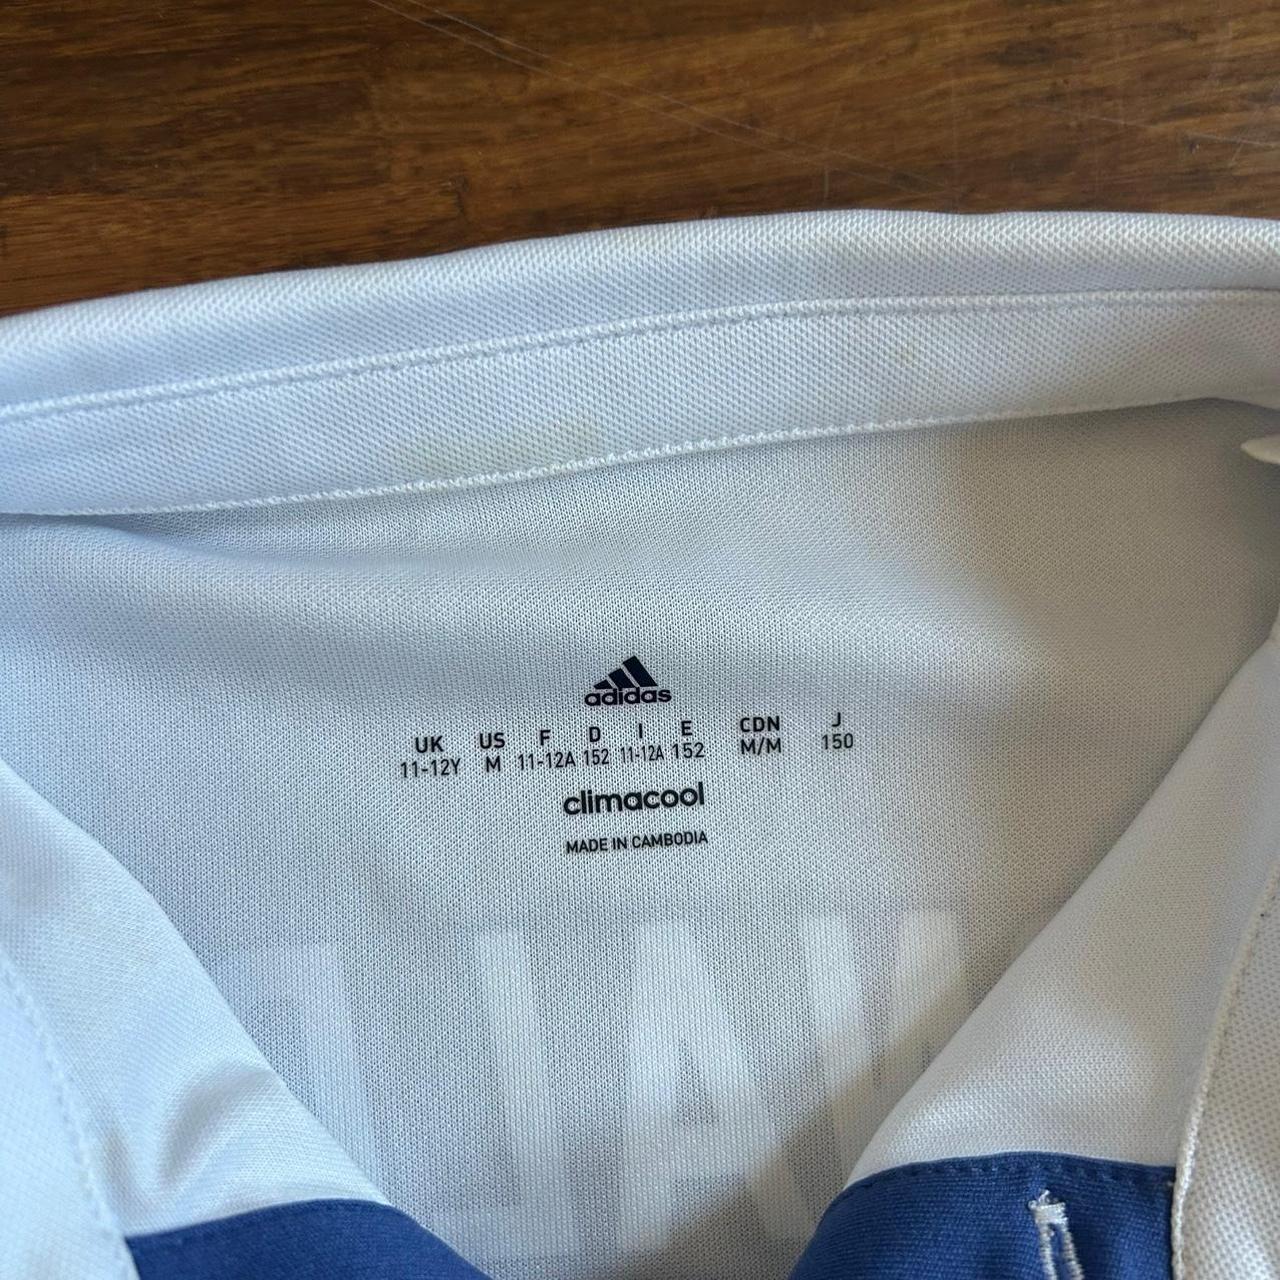 adidas
UK US F D I E CDN J
11-12Y M 11-12A 152 11-12A 152 M/M 150
climacool
MADE IN CAMBODIA